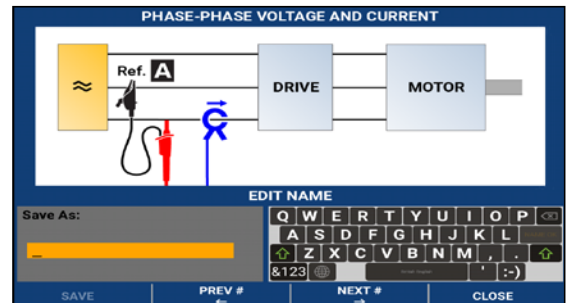 PHASE-PHASE VOLTAGE AND CURRENT
Ref. A
≈ DRIVE MOTOR
EDIT NAME
Save As:
_
Q W E R T Y U I O P
A S D F G H J K L
Z X C V B N M , .
&123 ' :-)
SAVE PREV # NEXT # CLOSE
← →